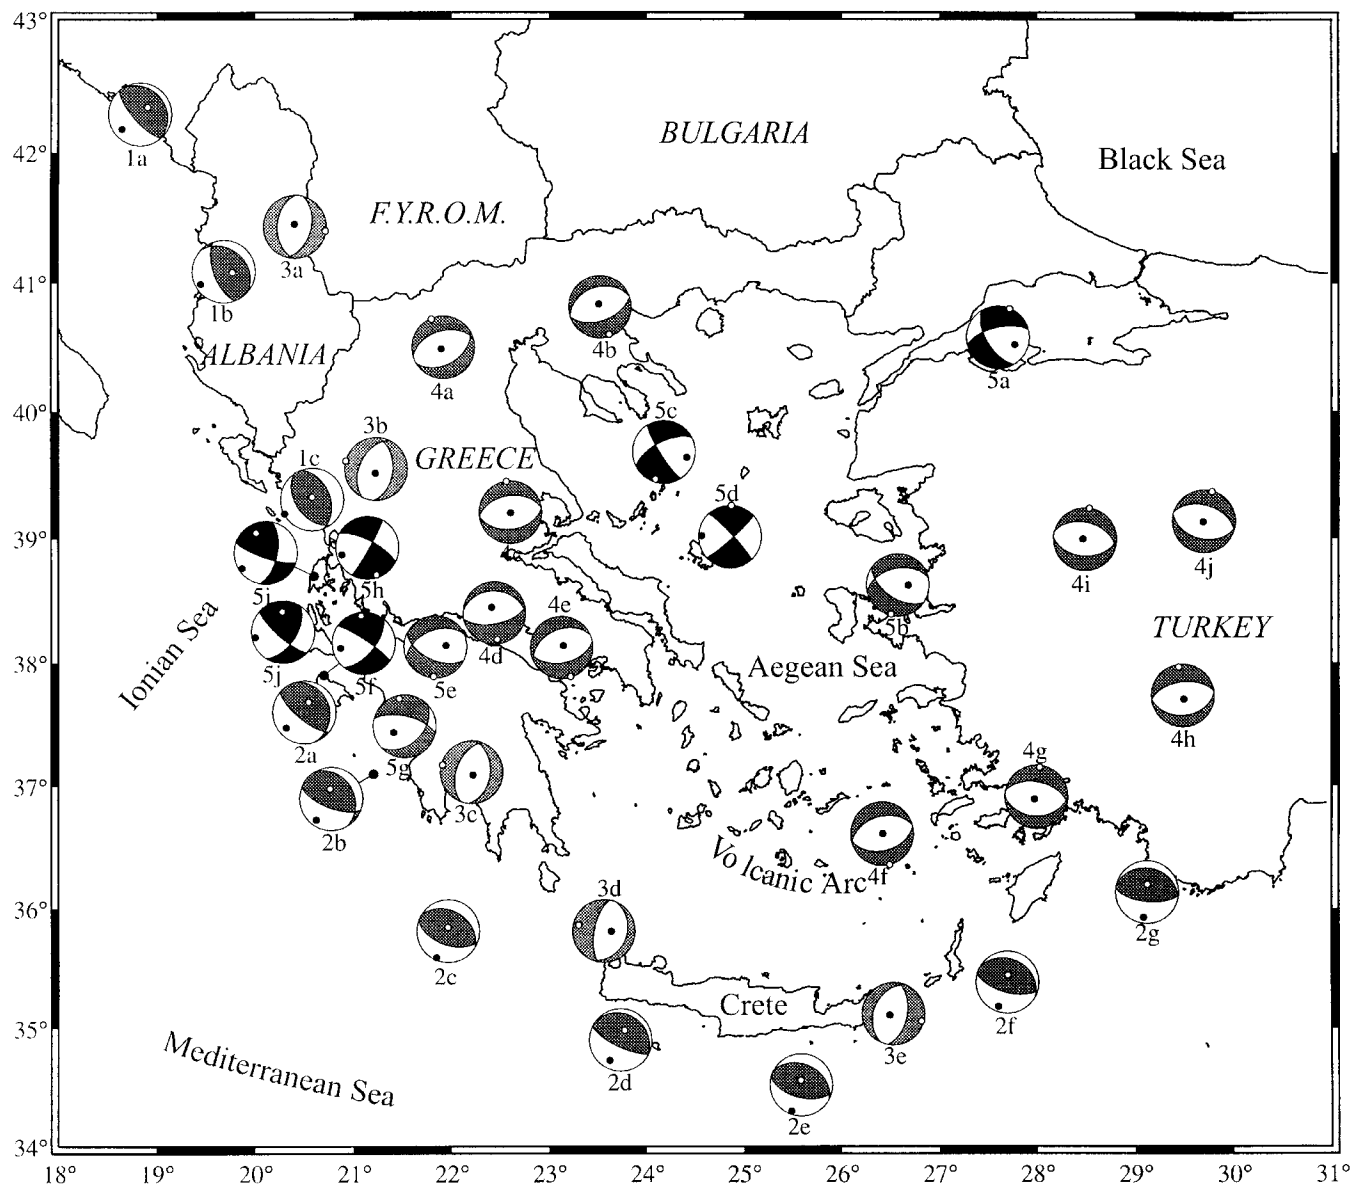 43°
BULGARIA
Black Sea
42°
1a
F.Y.R.O.M.
3a
41°
1b
ALBANIA
4a
4b
5a
40°
5c
3b
GREECE
1c
5d
39°
4i
4j
5i
5h
4e
5b
Ionian Sea
TURKEY
38°
Aegean Sea
5j
5f
5e
4d
2a
5g
4g
4h
37°
3c
2b
Volcanic Arc
4f
3d
36°
2g
2c
2f
Crete
35°
3e
Mediterranean Sea
2d
2e
34°
18° 19° 20° 21° 22° 23° 24° 25° 26° 27° 28° 29° 30° 31°